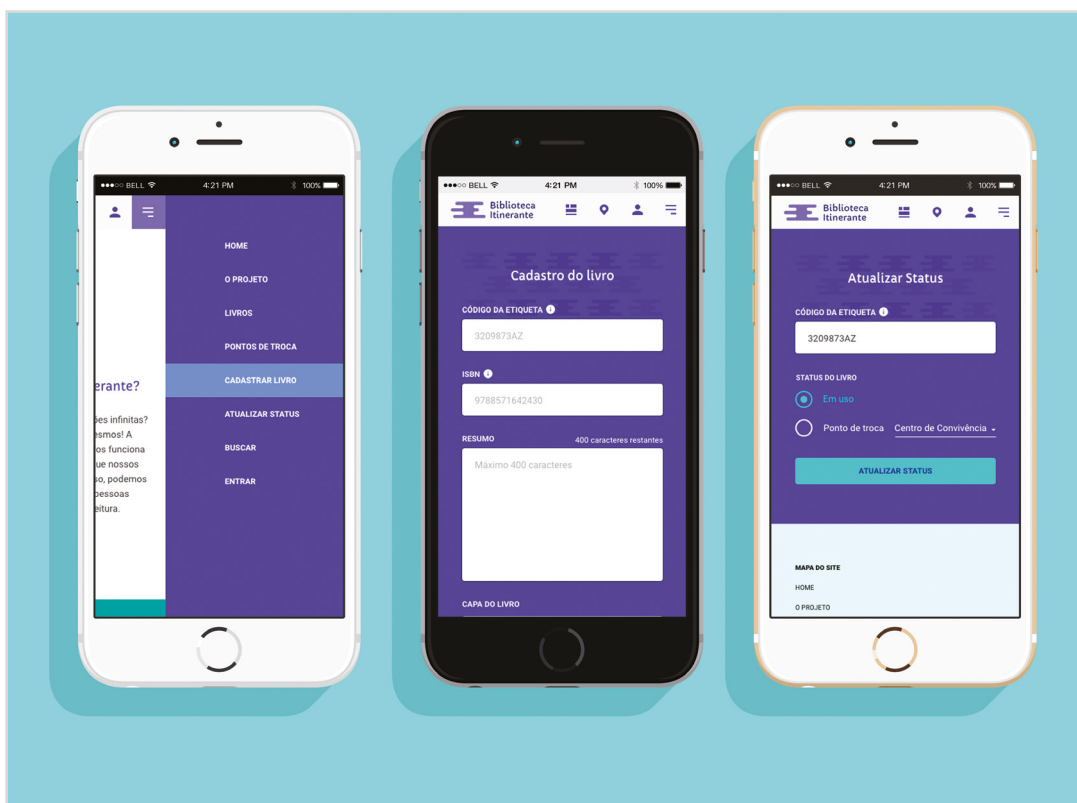 BELL
4:21 PM
100%
HOME
O PROJETO
LIVROS
PONTOS DE TROCA
CADASTRAR LIVRO
ATUALIZAR STATUS
BUSCAR
ENTRAR
erante?
ões infinitas?
esmos! A
os funciona
ue nossos
so, podemos
pessoas
eitura.
BELL
4:21 PM
100%
Biblioteca
Itinerante
Cadastro do livro
CÓDIGO DA ETIQUETA
3209873AZ
ISBN
9788571642430
RESUMO 400 caracteres restantes
Máximo 400 caracteres
CAPA DO LIVRO
BELL
4:21 PM
100%
Biblioteca
Itinerante
Atualizar Status
CÓDIGO DA ETIQUETA
3209873AZ
STATUS DO LIVRO
Em uso
Ponto de troca Centro de Convivência
ATUALIZAR STATUS
MAPA DO SITE
HOME
O PROJETO